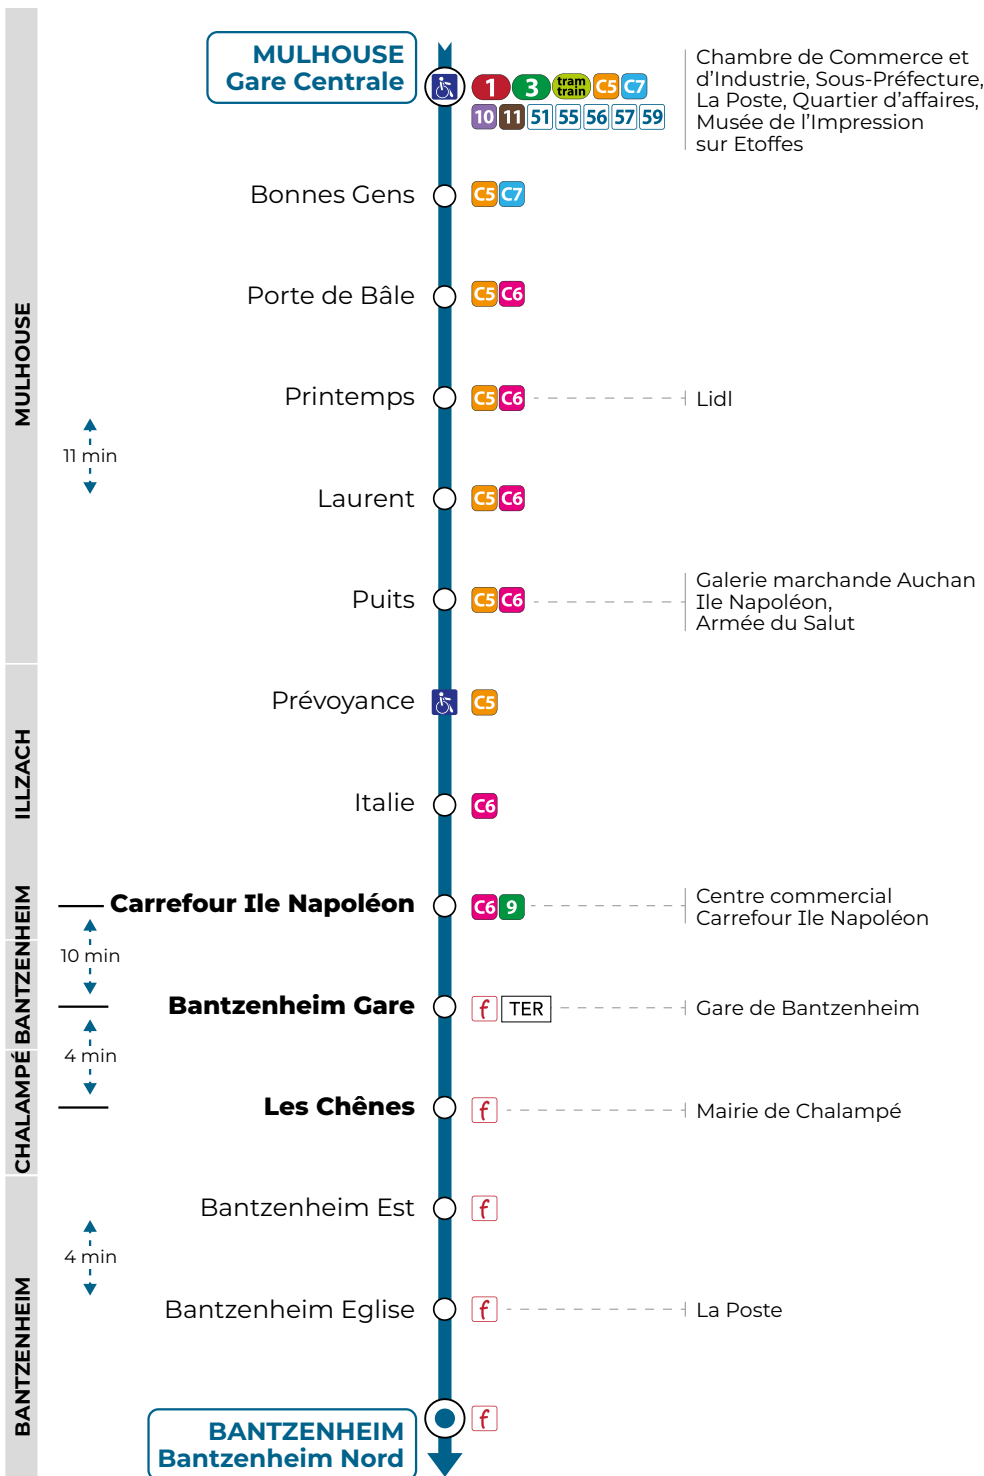 MULHOUSE
Gare Centrale
1 3 tram train C5 C7
10 11 51 55 56 57 59
Chambre de Commerce et
d'Industrie, Sous-Préfecture,
La Poste, Quartier d'affaires,
Musée de l'Impression
sur Etoffes
Bonnes Gens C5 C7
Porte de Bâle C5 C6
MULHOUSE
Printemps C5 C6 Lidl
11 min
Laurent C5 C6
Puits C5 C6
Galerie marchande Auchan
Ile Napoléon,
Armée du Salut
Prévoyance C5
ILLZACH
Italie C6
Carrefour Ile Napoléon C6 9
Centre commercial
Carrefour Ile Napoléon
BANTZENHEIM
10 min
Bantzenheim Gare f TER Gare de Bantzenheim
4 min
CHALAMPÉ
Les Chênes f Mairie de Chalampé
Bantzenheim Est f
4 min
Bantzenheim Eglise f La Poste
BANTZENHEIM
BANTZENHEIM
Bantzenheim Nord
f